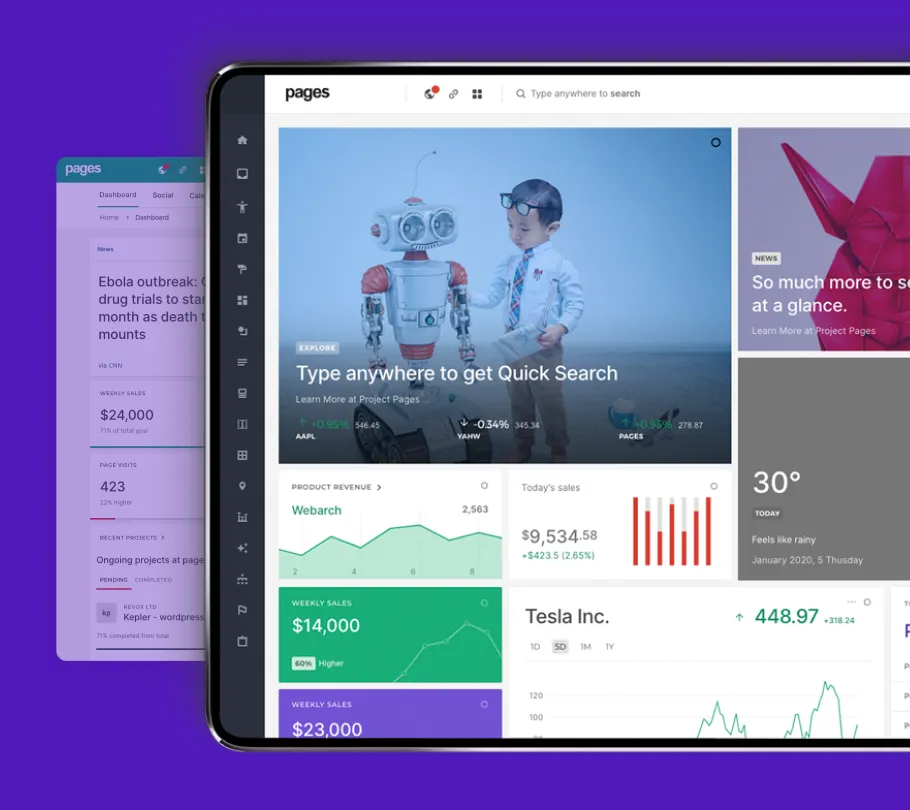 pages
Dashboard Social
Home > Dashboard
News
Ebola outbreak:
drug trials to
month as death
mounts
via CNN
WEEKLY SALES
$24,000
71% of total goal
PAGE VISITS
423
22% higher
RECENT PROJECTS >
Ongoing projects at page
PENDING COMPLETED
kp
REVOX LTD
Kepler - wordpress
71% completed from total
pages
Type anywhere to search
EXPLORE
Type anywhere to get Quick Search
Learn More at Project Pages
+0.95% 546.45
AAPL
-0.34% 345.34
YAHW
+0.95% 278.87
PAGES
NEWS
So much more to
at a glance.
Learn More at Project Pages
30°
TODAY
Feels like rainy
January 2020, 5 Thusday
PRODUCT REVENUE >
Webarch
2,563
2 4 6 8
Today's sales
$9,534.58
+$423.5 (2.65%)
WEEKLY SALES
$14,000
60% Higher
WEEKLY SALES
$23,000
Tesla Inc.
448.97 +318.24
1D 5D 1M 1Y
120
100